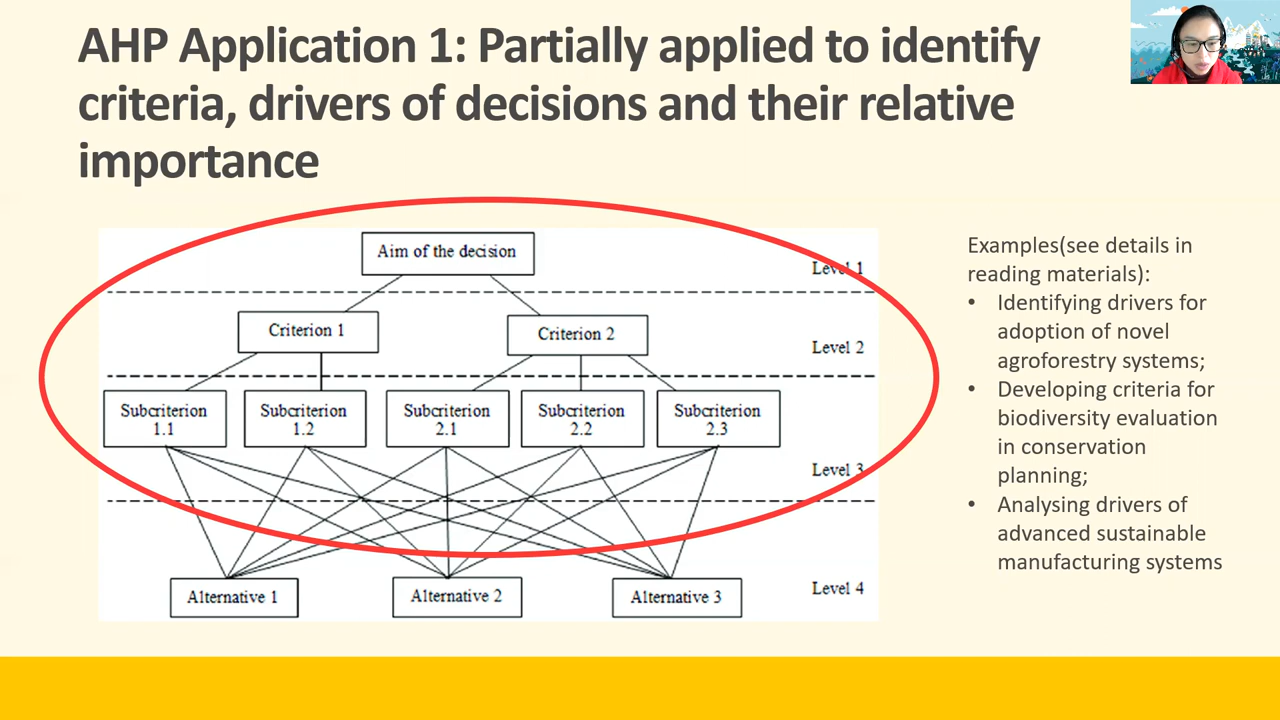 AHP Application 1: Partially applied to identify
criteria, drivers of decisions and their relative
importance
Aim of the decision
Level 1
Criterion 1
Criterion 2
Level 2
Subcriterion
1.1
Subcriterion
1.2
Subcriterion
2.1
Subcriterion
2.2
Subcriterion
2.3
Level 3
Alternative 1
Alternative 2
Alternative 3
Level 4
Examples(see details in
reading materials):
• Identifying drivers for
adoption of novel
agroforestry systems;
• Developing criteria for
biodiversity evaluation
in conservation
planning;
• Analysing drivers of
advanced sustainable
manufacturing systems